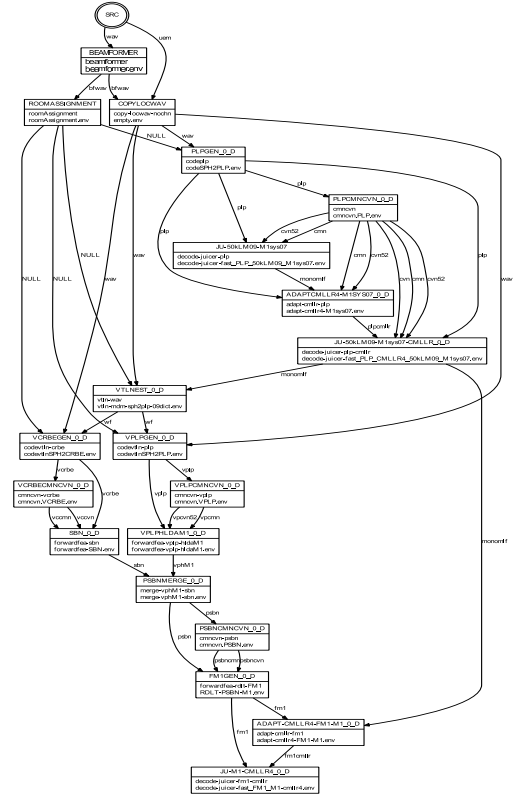 SRC
wav
uem
BEAMFORMER
beamformer
beamformer.env
bfwav
bfwav
ROOMASSIGNMENT
roomAssignment
roomAssignment.env
COPYLOCWAV
copy-locwav-nochn
empty.env
NULL
wav
PLPGEN_0_D
codeplp
codeSPH2PLP.env
plp
plp
plp
plp
PLPCMNCVN_0_D
cmncvn
cmncvn.PLP.env
cvn52
cmn
JU-50kLM09-M1sys07
decode-juicer-plp
decode-juicer-fast_PLP_50kLM09_M1sys07.env
cmn
cvn52
cvn
cmn
cvn52
NULL
NULL
NULL
wav
wav
wav
monomlf
ADAPTCMLLR4-M1SYS07_0_D
adapt-cmllr-plp
adapt-cmllr4-M1sys07.env
plpcmllr
JU-50kLM09-M1sys07-CMLLR_0_D
decode-juicer-plp-cmllr
decode-juicer-fast_PLP_CMLLR4_50kLM09_M1sys07.env
monomlf
VTLNEST_0_D
vtln-wav
vtln-mdm-sph2plp-09dict.env
wf
wf
VCRBEGEN_0_D
codevtln-crbe
codevtlnSPH2CRBE.env
VPLPGEN_0_D
codevtln-plp
codevtlnSPH2PLP.env
vcrbe
vcrbe
vplp
vplp
VCRBECMNCVN_0_D
cmncvn-vcrbe
cmncvn.VCRBE.env
VPLPCMNCVN_0_D
cmncvn-vplp
cmncvn.VPLP.env
vccmn
vccvn
vpcvn52
vpcmn
SBN_0_D
forwardfea-sbn
forwardfea-SBN.env
VPLPHLDAM1_0_D
forwardfea-vplp-hldaM1
forwardfea-vplp-hldaM1.env
monomlf
sbn
vphM1
PSBNMERGE_0_D
merge-vphM1-sbn
merge-vphM1-sbn.env
psbn
psbn
PSBNCMNCVN_0_D
cmncvn-psbn
cmncvn.PSBN.env
psbncmn
psbncvn
FM1GEN_0_D
forwardfea-rdlt-FM1
RDLT-PSBN-M1.env
fm1
fm1
ADAPT-CMLLR4-FM1-M1_0_D
adapt-cmllr-fm1
adapt-cmllr4-FM1-M1.env
fm1cmllr
JU-M1-CMLLR4_0_D
decode-juicer-fm1-cmllr
decode-juicer-fast_FM1_M1-cmllr4.env